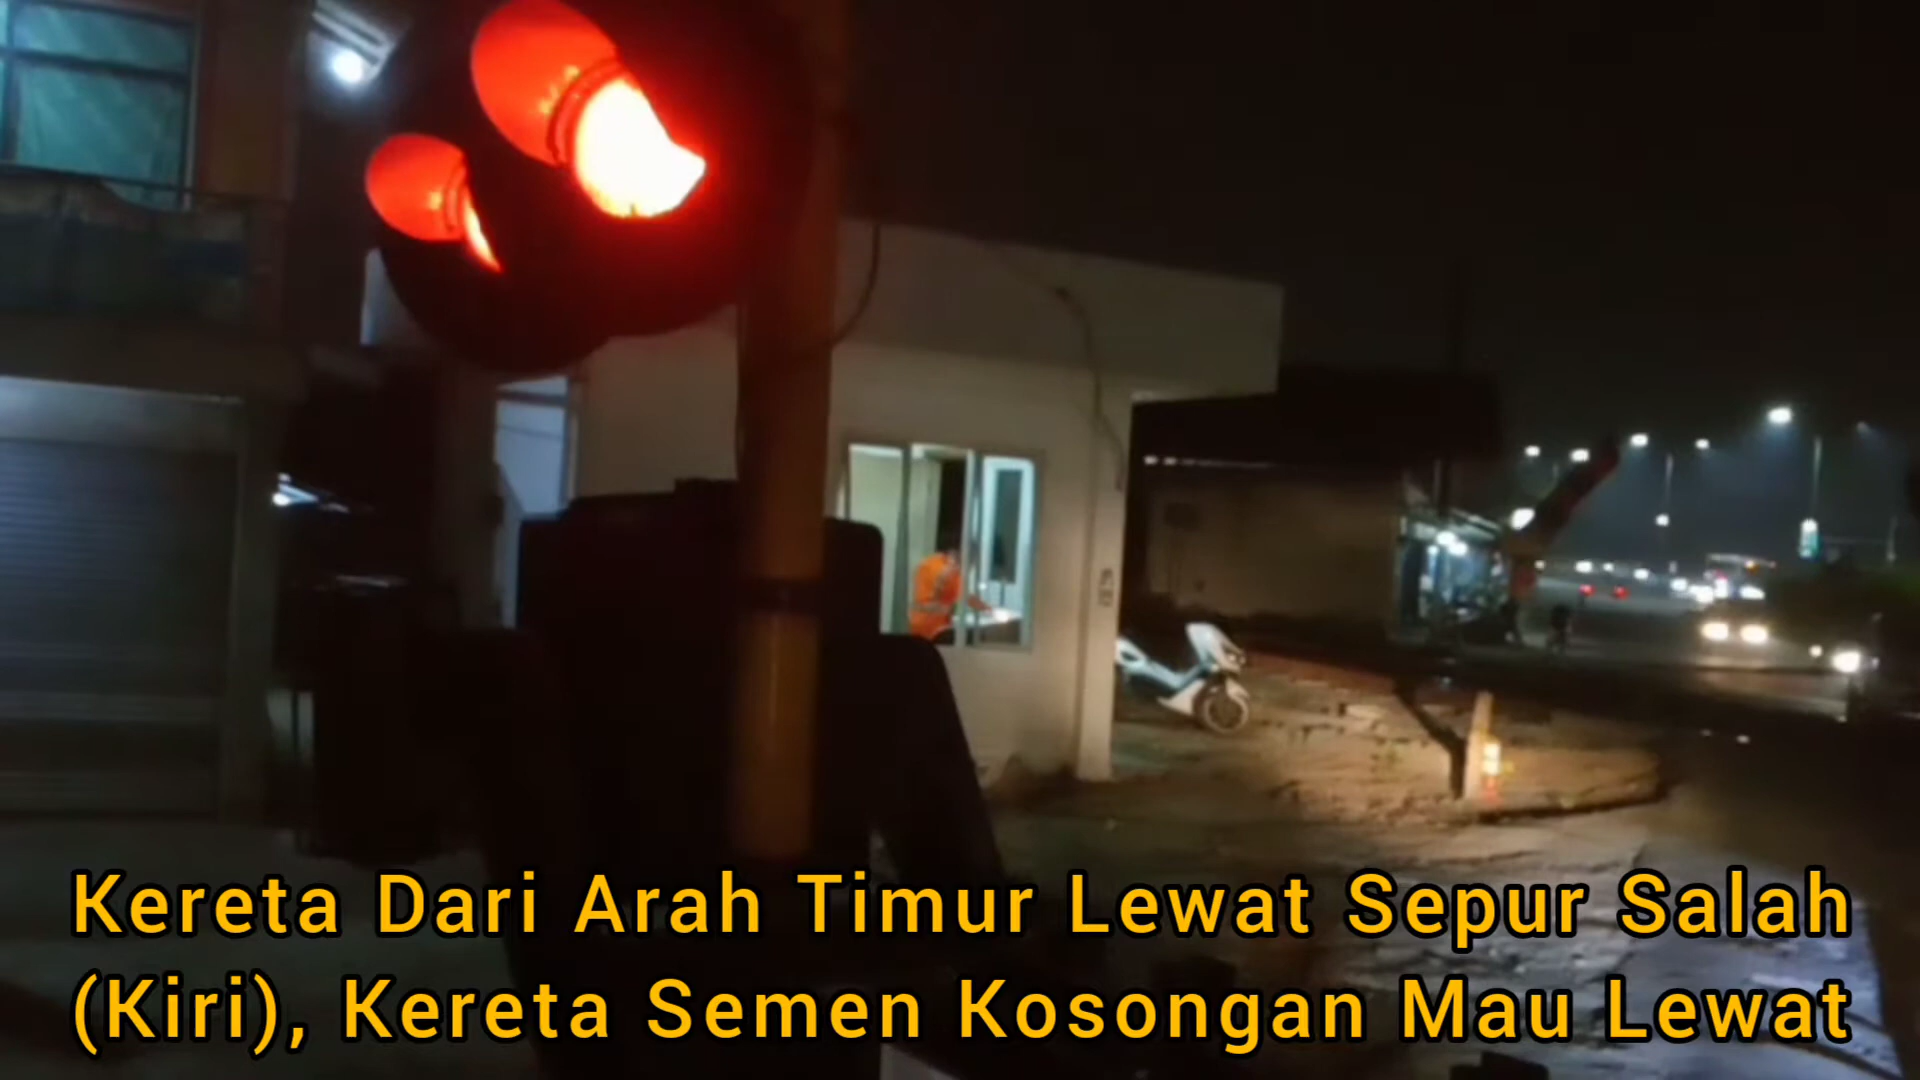 Kereta Dari Arah Timur Lewat Sepur Salah
(Kiri), Kereta Semen Kosongan Mau Lewat